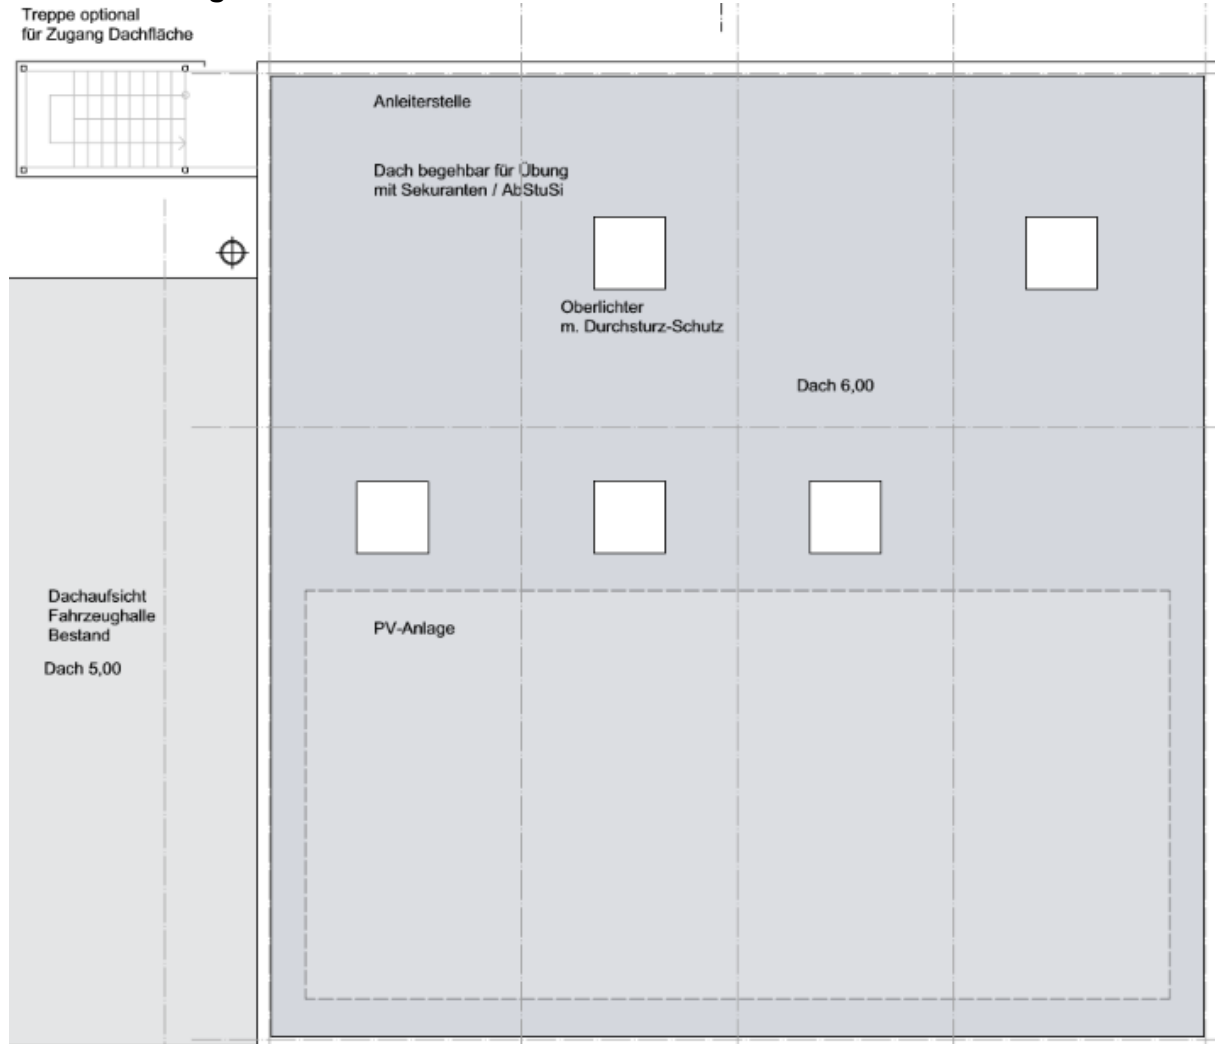 Treppe optional
für Zugang Dachfläche
Anleiterstelle
Dach begehbar für Übung
mit Sekuranten / AbStuSi
Oberlichter
m. Durchsturz-Schutz
Dach 6,00
Dachaufsicht
Fahrzeughalle
Bestand
Dach 5,00
PV-Anlage